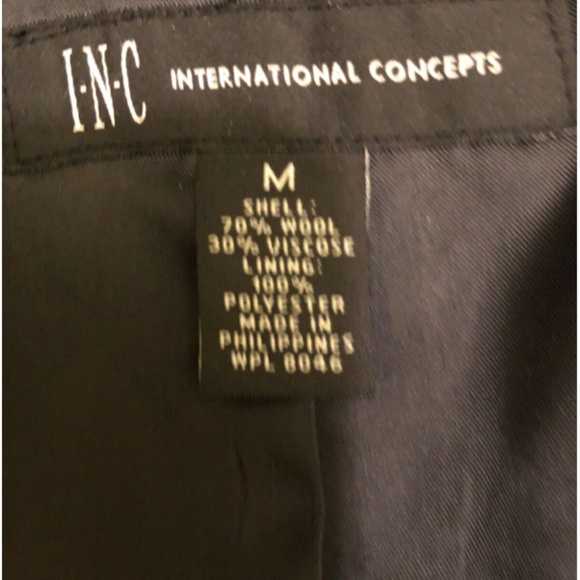 I·N·C INTERNATIONAL CONCEPTS
M
SHELL:
70% WOOL
30% VISCOSE
LINING:
100%
POLYESTER
MADE IN
PHILIPPINES
WPL 8046